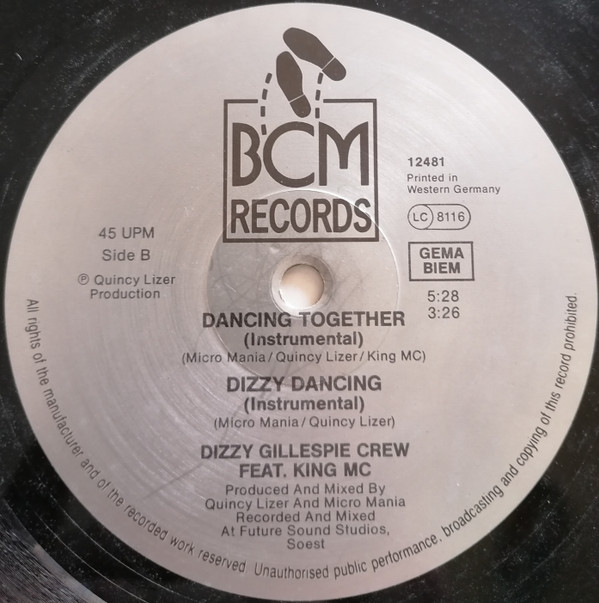 BCM
RECORDS
12481
Printed in
Western Germany
LC 8116
GEMA
BIEM
45 UPM
Side B
℗ Quincy Lizer
Production
5:28
3:26
DANCING TOGETHER
(Instrumental)
(Micro Mania/Quincy Lizer/King MC)
DIZZY DANCING
(Instrumental)
(Micro Mania/Quincy Lizer)
DIZZY GILLESPIE CREW
FEAT. KING MC
Produced And Mixed By
Quincy Lizer And Micro Mania
Recorded And Mixed
At Future Sound Studios,
Soest
All rights of the manufacturer and of the recorded work reserved. Unauthorised public performance, broadcasting and copying of this record prohibited.